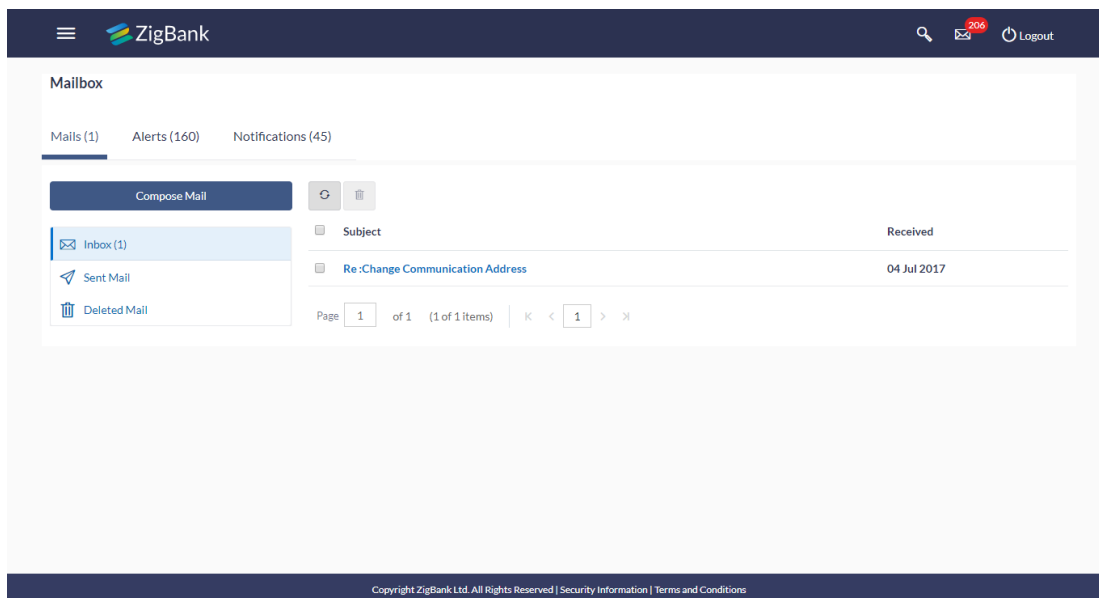 ZigBank
206
Logout
Mailbox
Mails (1) Alerts (160) Notifications (45)
Compose Mail
Inbox (1)
Sent Mail
Deleted Mail
Subject Received
Re :Change Communication Address 04 Jul 2017
Page 1 of 1 (1 of 1 items) 1
Copyright ZigBank Ltd. All Rights Reserved | Security Information | Terms and Conditions